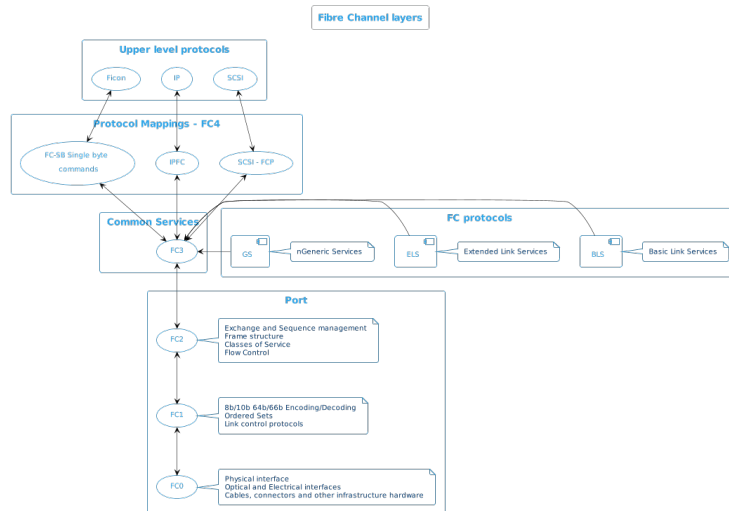 Fibre Channel layers
Upper level protocols
Ficon
IP
SCSI
Protocol Mappings - FC4
FC-SB Single byte
commands
IPFC
SCSI - FCP
Common Services
FC3
FC protocols
GS
nGeneric Services
ELS
Extended Link Services
BLS
Basic Link Services
Port
FC2
Exchange and Sequence management
Frame structure
Classes of Service
Flow Control
FC1
8b/10b 64b/66b Encoding/Decoding
Ordered Sets
Link control protocols
FC0
Physical interface
Optical and Electrical interfaces
Cables, connectors and other infrastructure hardware